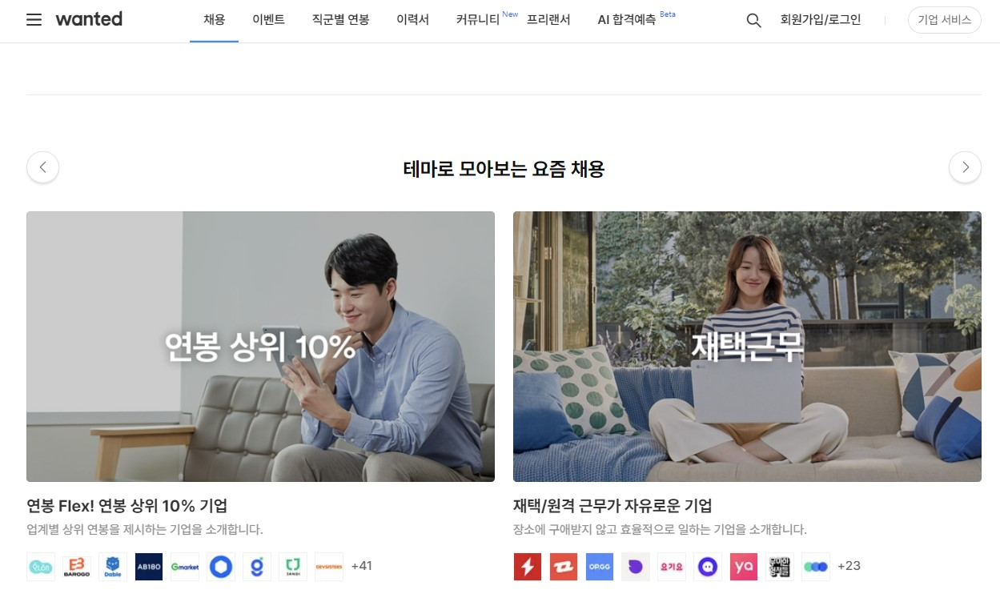 wanted
채용 이벤트 직군별 연봉 이력서 커뮤니티 New 프리랜서 AI 합격예측 Beta 회원가입/로그인 기업 서비스
테마로 모아보는 요즘 채용
연봉 상위 10%
재택근무
연봉 Flex! 연봉 상위 10% 기업
업계별 상위 연봉을 제시하는 기업을 소개합니다.
BAROGO Dable AB180 Gmarket JANDI DEVSISTERS +41
재택/원격 근무가 자유로운 기업
장소에 구애받지 않고 효율적으로 일하는 기업을 소개합니다.
OP.GG 요기요 ya +23